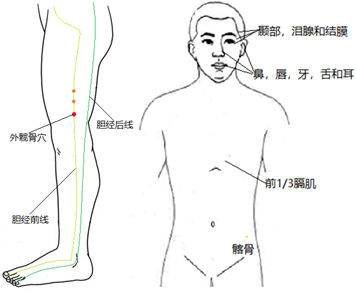 颞部，泪腺和结膜
鼻，唇，牙，舌和耳
胆经后线
外髋骨穴
前1/3膈肌
胆经前线
髂骨